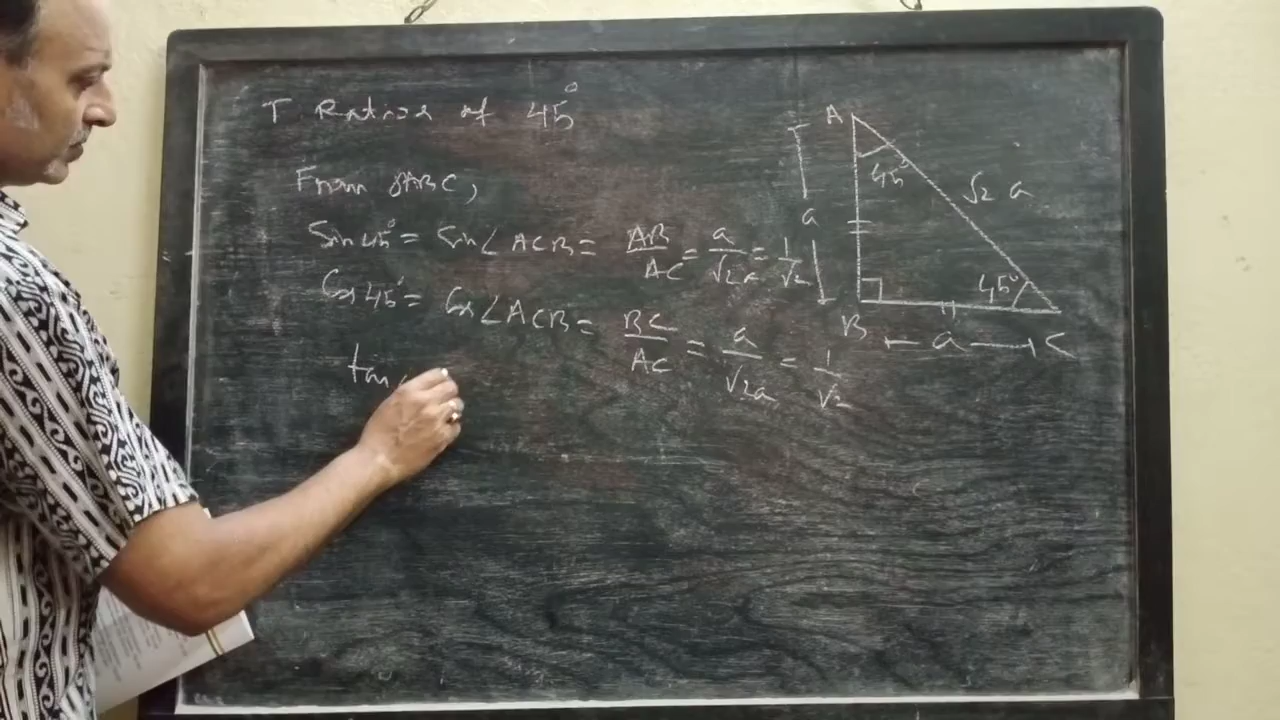 T Ratios of 45°
From △ABC,
Sin 45° = Sin∠ACB = AB/AC = a/√2a = 1/√2
Cos 45° = Cos∠ACB = BC/AC = a/√2a = 1/√2
tan
A
45°
√2 a
a
45°
B
a
C